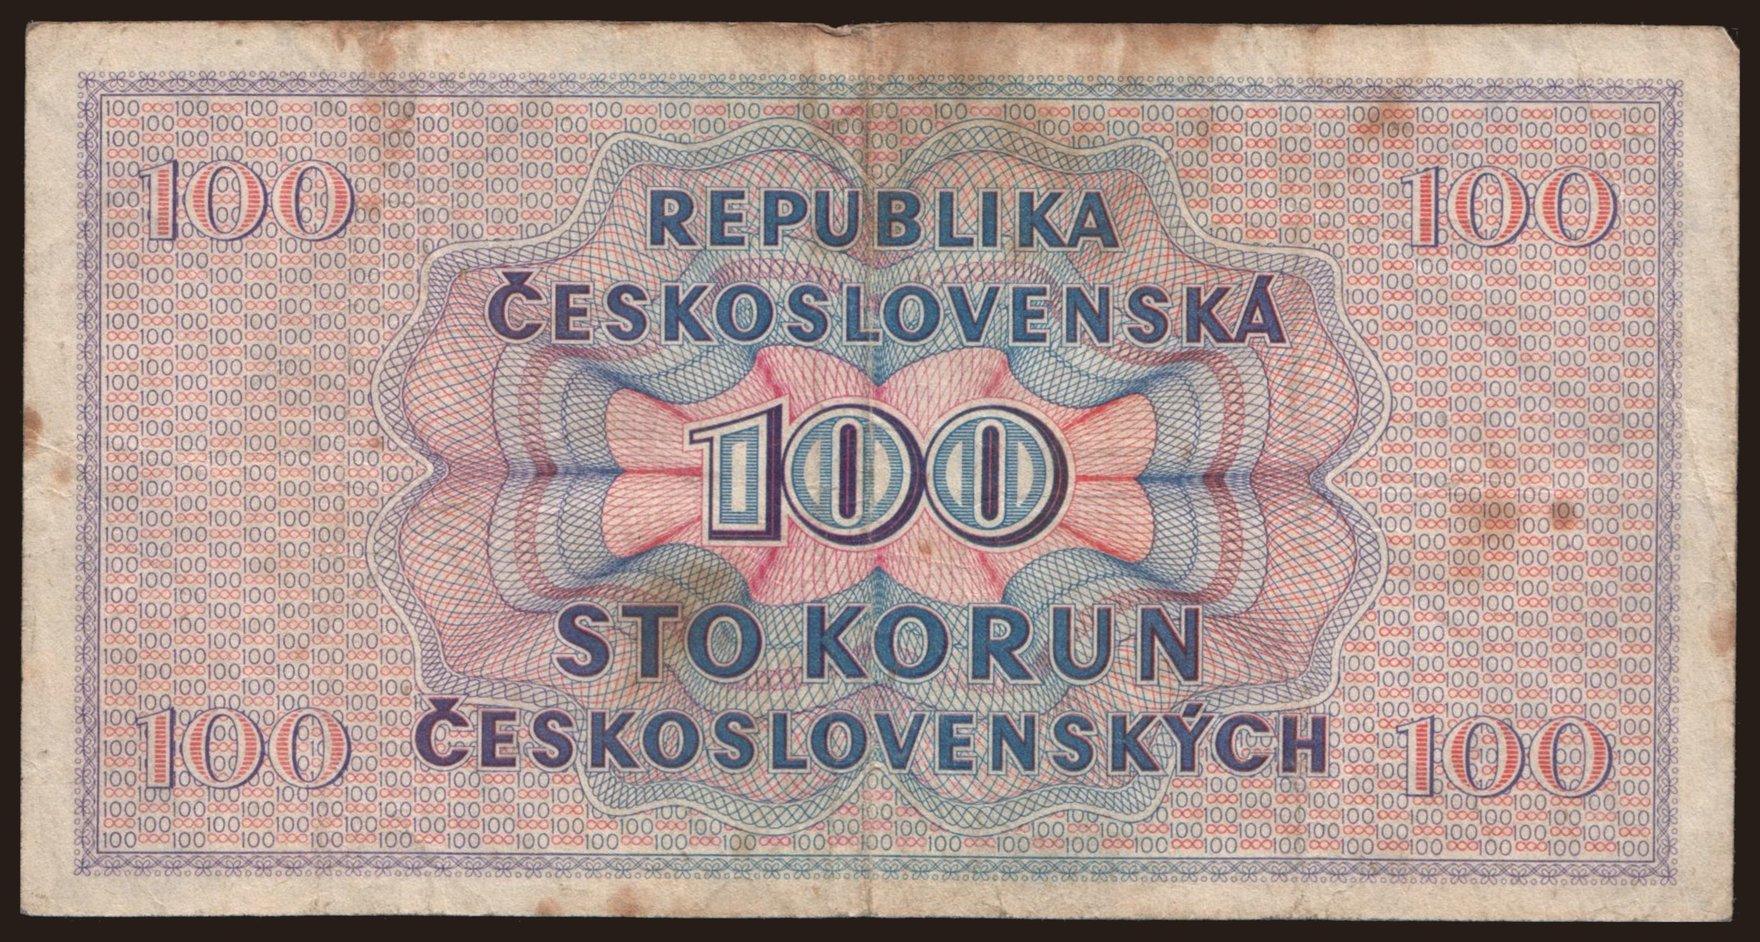 100 100
REPUBLIKA
ČESKOSLOVENSKÁ
100
STO KORUN
ČESKOSLOVENSKÝCH
100 100